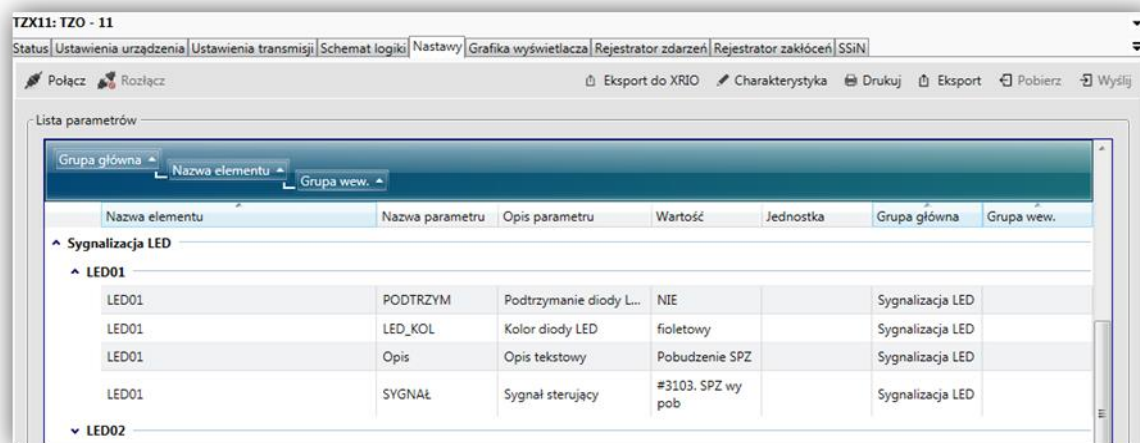 TZX11: TZO - 11
Status Ustawienia urządzenia Ustawienia transmisji Schemat logiki Nastawy Grafika wyświetlacza Rejestrator zdarzeń Rejestrator zakłóceń SSiN
Połącz Rozłącz Eksport do XRIO Charakterystyka Drukuj Eksport Pobierz Wyślij
Lista parametrów
Grupa główna
Nazwa elementu
Grupa wew.
Nazwa elementu Nazwa parametru Opis parametru Wartość Jednostka Grupa główna Grupa wew.
Sygnalizacja LED
LED01
LED01 PODTRZYM Podtrzymanie diody L... NIE Sygnalizacja LED
LED01 LED_KOL Kolor diody LED fioletowy Sygnalizacja LED
LED01 Opis Opis tekstowy Pobudzenie SPZ Sygnalizacja LED
LED01 SYGNAŁ Sygnał sterujący #3103. SPZ wy pob Sygnalizacja LED
LED02